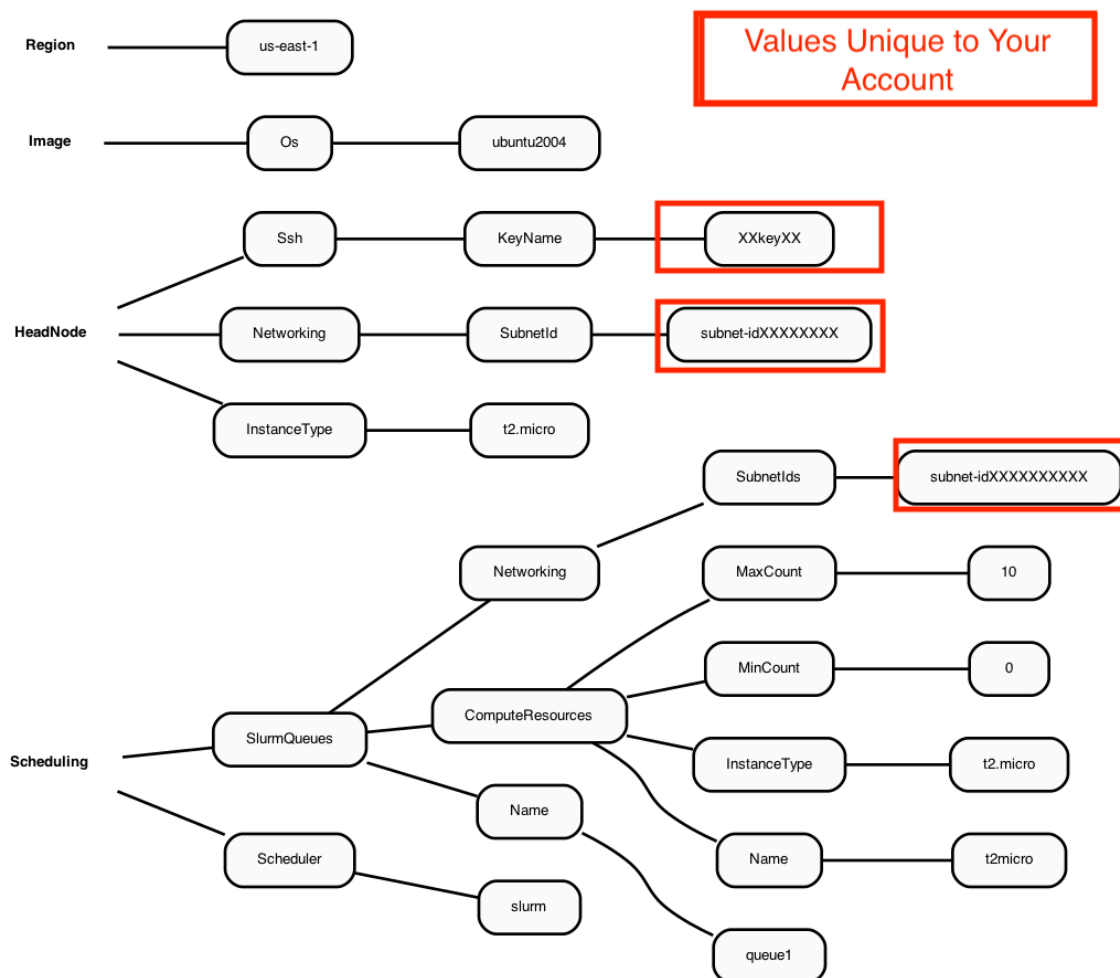 Region
us-east-1
Values Unique to Your
Account
Image
Os
ubuntu2004
Ssh
KeyName
XXkeyXX
HeadNode
Networking
SubnetId
subnet-idXXXXXXXX
InstanceType
t2.micro
SubnetIds
subnet-idXXXXXXXXXX
Networking
MaxCount
10
MinCount
0
ComputeResources
SlurmQueues
Scheduling
InstanceType
t2.micro
Name
Scheduler
Name
t2micro
slurm
queue1